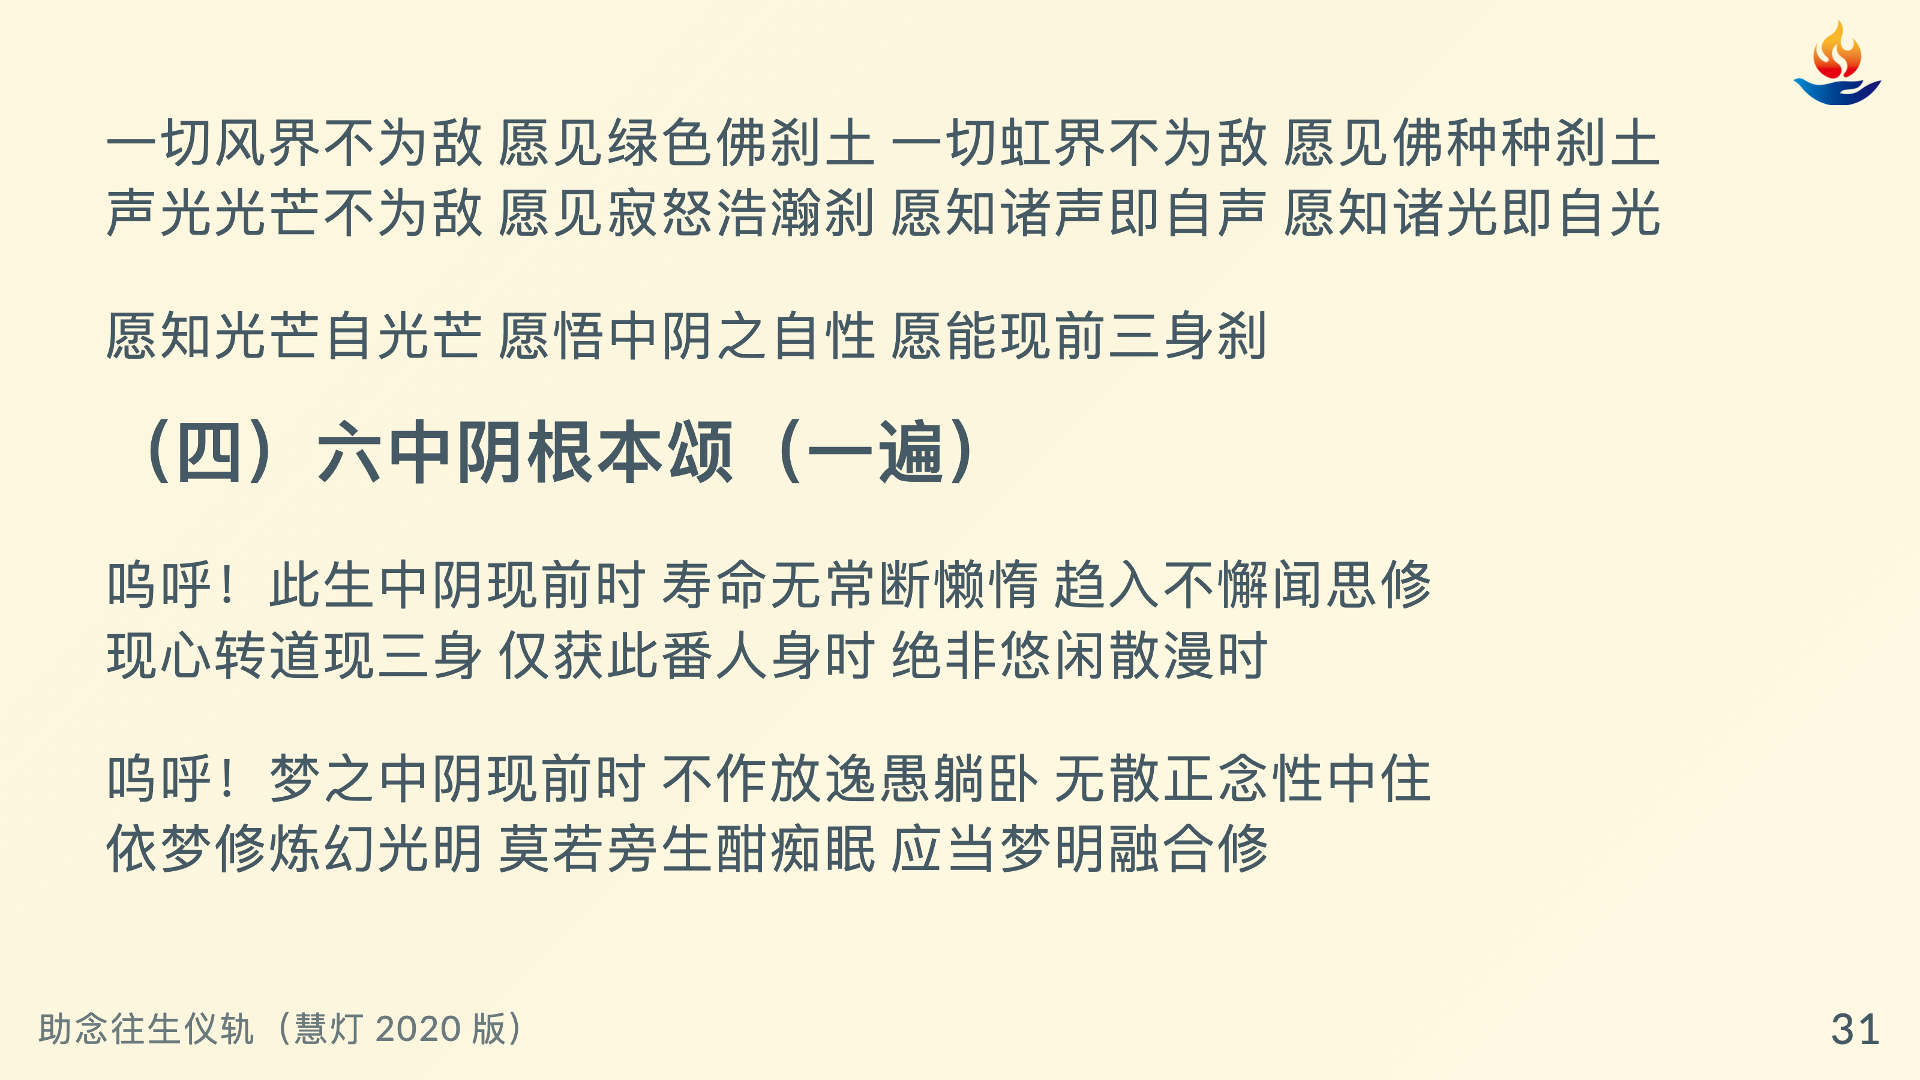 一切风界不为敌 愿见绿色佛刹土 一切虹界不为敌 愿见佛种种刹土
声光光芒不为敌 愿见寂怒浩瀚刹 愿知诸声即自声 愿知诸光即自光
愿知光芒自光芒 愿悟中阴之自性 愿能现前三身刹
（四）六中阴根本颂（一遍）
呜呼！此生中阴现前时 寿命无常断懒惰 趋入不懈闻思修
现心转道现三身 仅获此番人身时 绝非悠闲散漫时
呜呼！梦之中阴现前时 不作放逸愚躺卧 无散正念性中住
依梦修炼幻光明 莫若旁生酣痴眠 应当梦明融合修
助念往生仪轨（慧灯 2020 版）
31